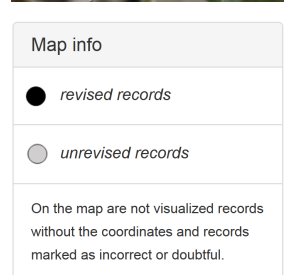 Map info
revised records
unrevised records
On the map are not visualized records
without the coordinates and records
marked as incorrect or doubtful.